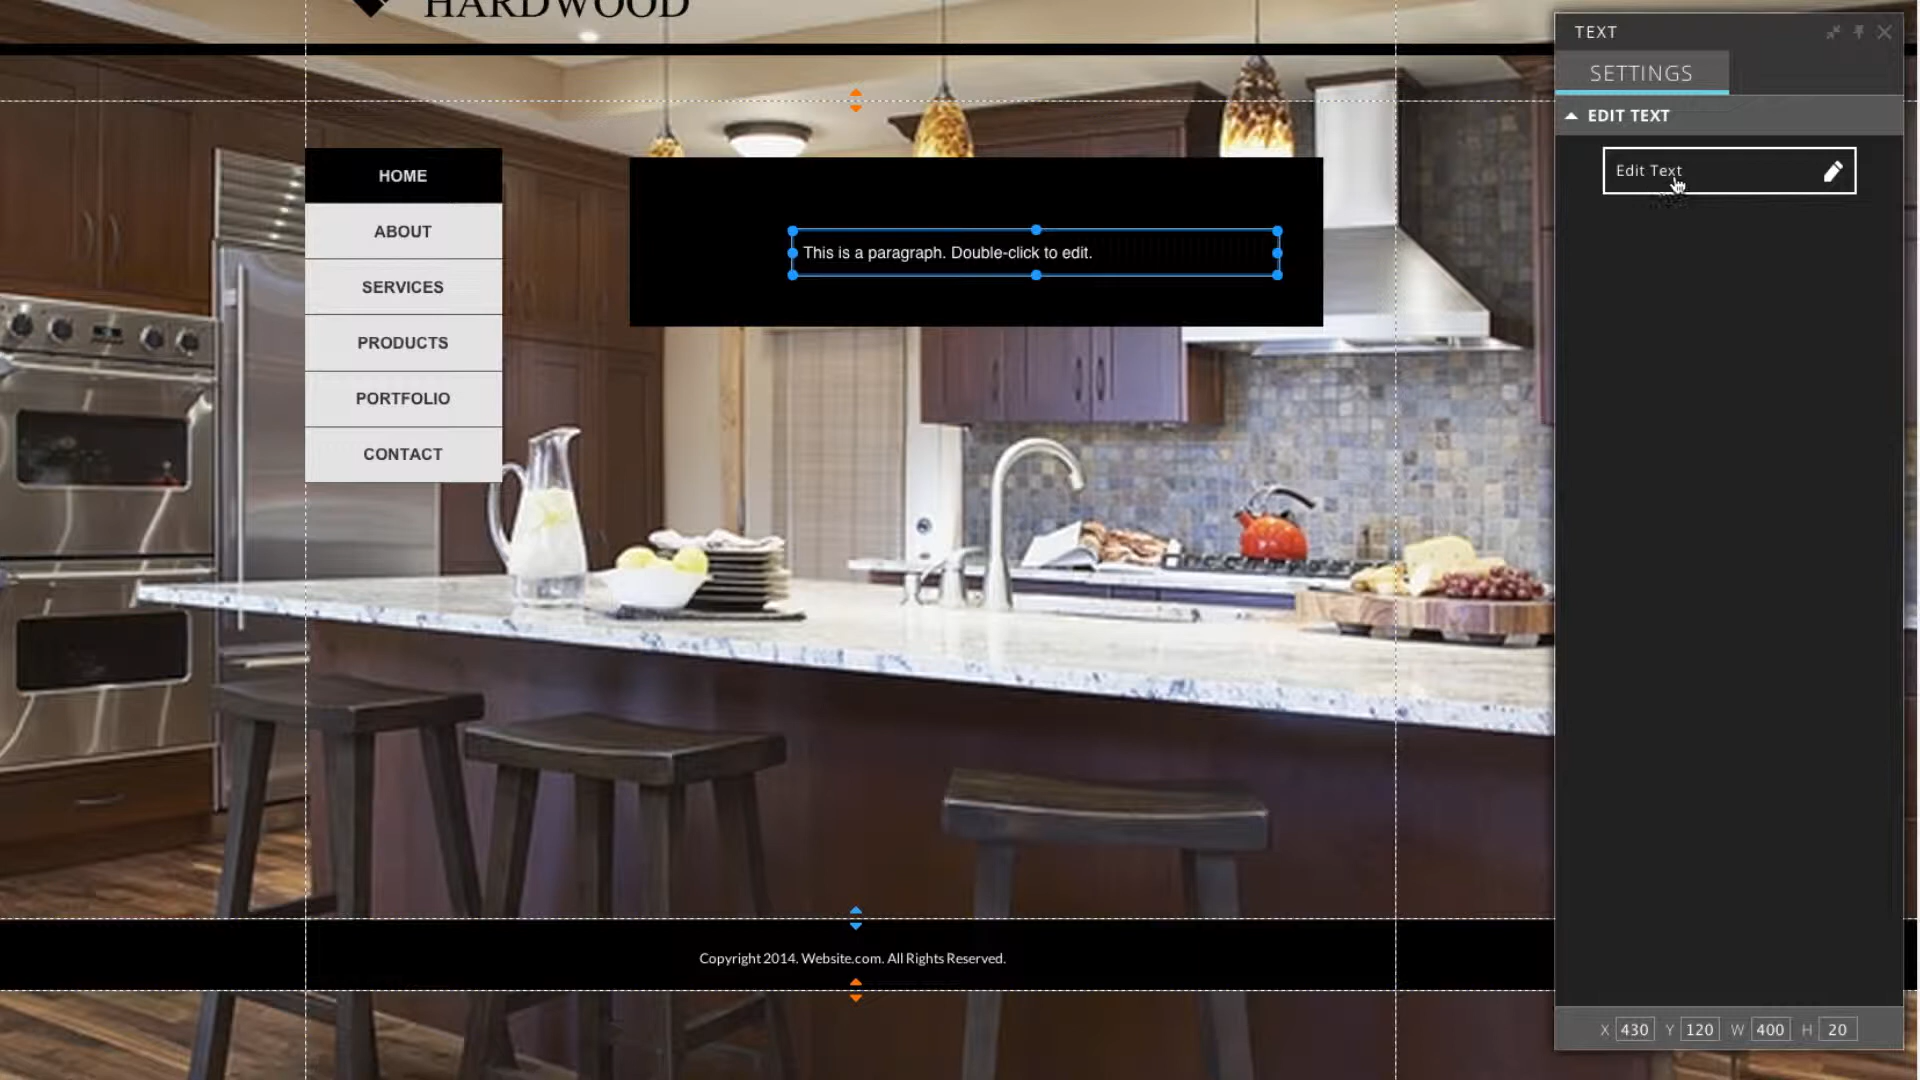 HARDWOOD
TEXT
SETTINGS
EDIT TEXT
Edit Text
HOME
ABOUT
SERVICES
PRODUCTS
PORTFOLIO
CONTACT
This is a paragraph. Double-click to edit.
Copyright 2014. Website.com. All Rights Reserved.
X 430 Y 120 W 400 H 20